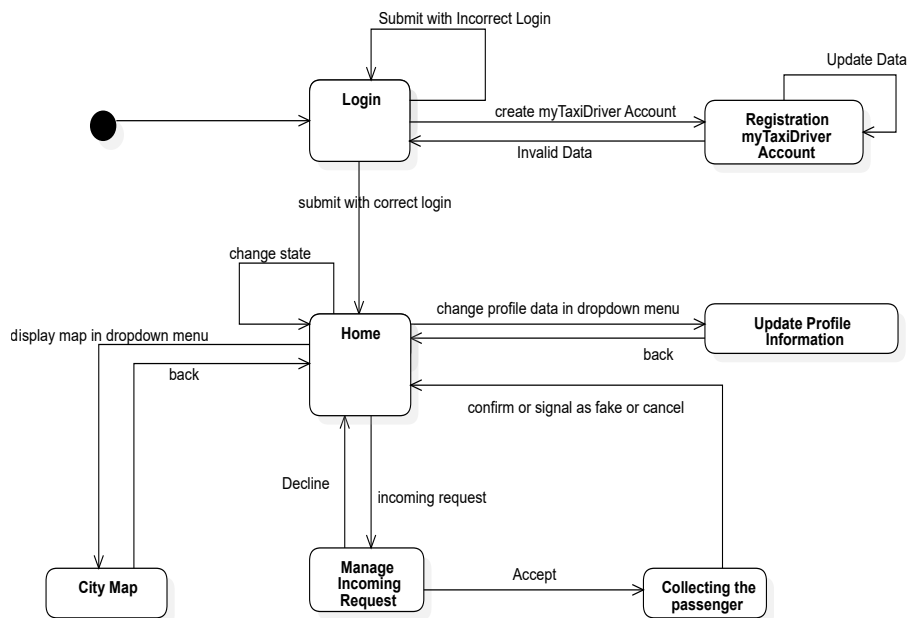 Submit with Incorrect Login
Update Data
Login
create myTaxiDriver Account
Registration
myTaxiDriver
Account
Invalid Data
submit with correct login
change state
change profile data in dropdown menu
Home
Update Profile
Information
display map in dropdown menu
back
back
confirm or signal as fake or cancel
Decline
incoming request
Manage
Incoming
Request
Accept
City Map
Collecting the
passenger